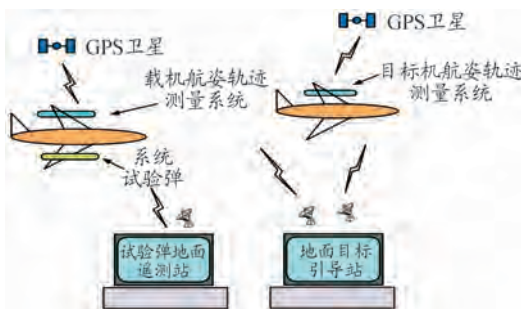 GPS卫星
载机航姿轨迹
测量系统
系统
试验弹
试验弹地面
遥测站
GPS卫星
目标机航姿轨迹
测量系统
地面目标
引导站